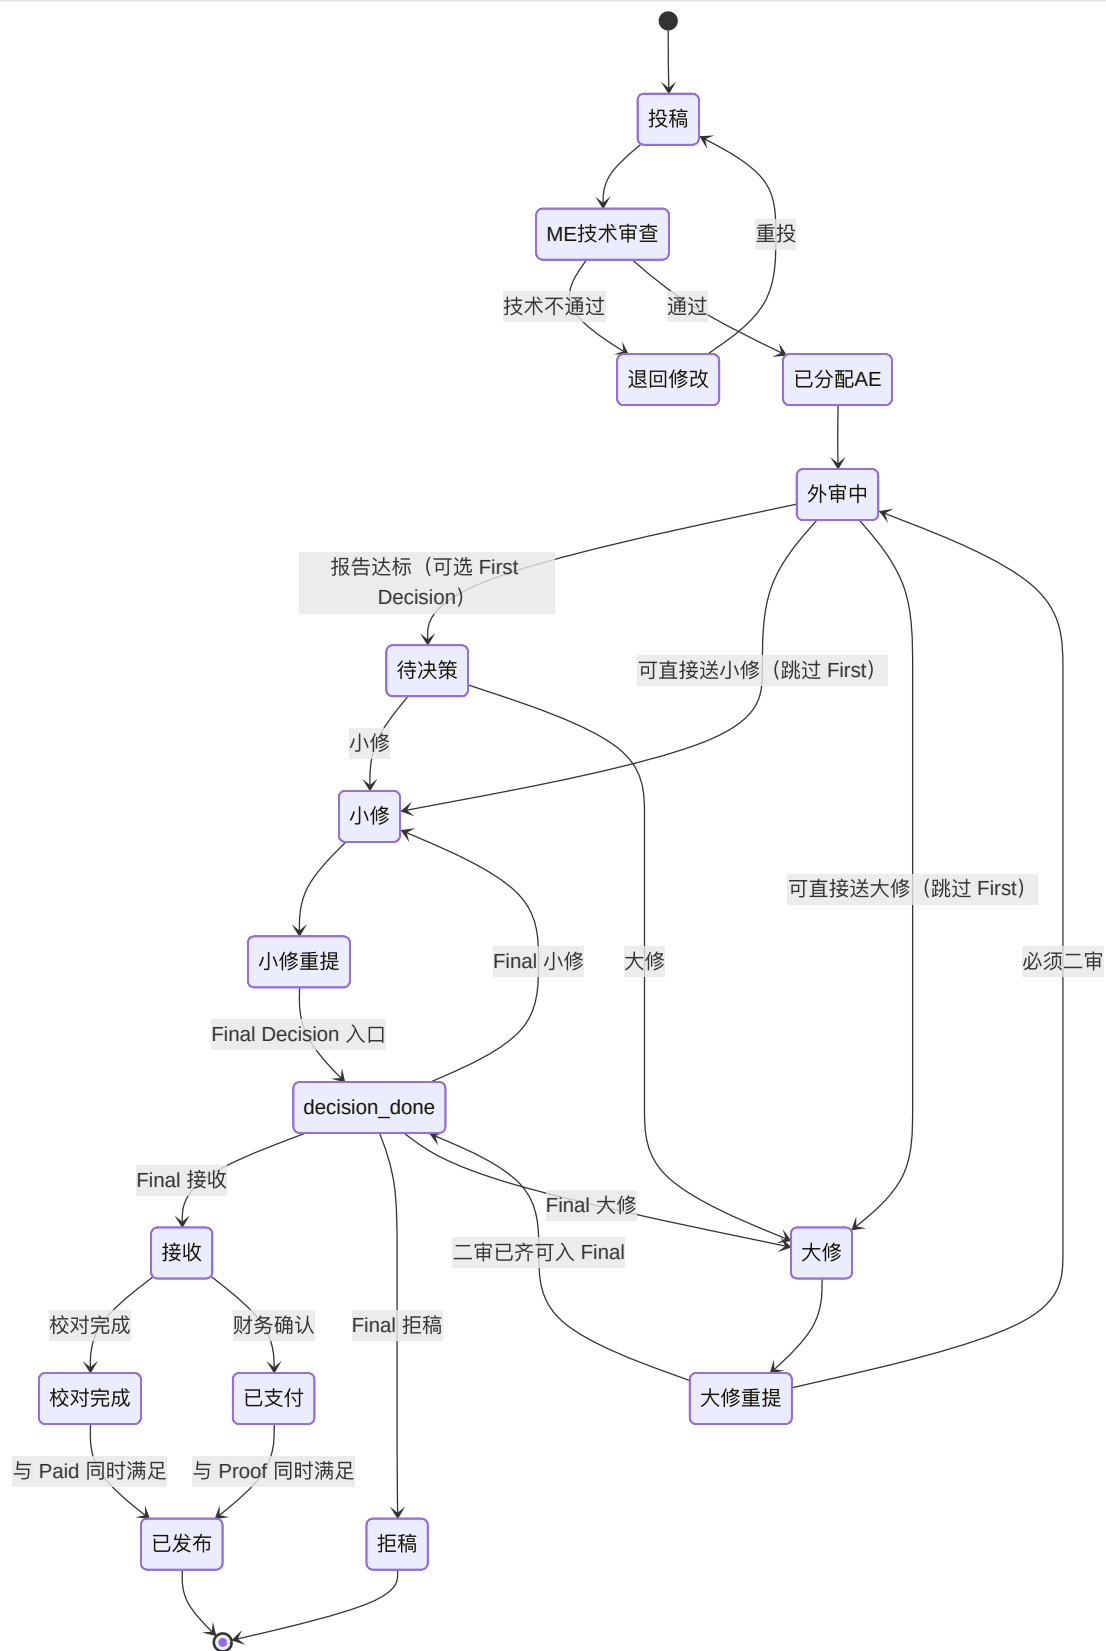 投稿
ME技术审查
重投
技术不通过
通过
退回修改
已分配AE
外审中
报告达标（可选 First
Decision）
待决策
可直接送小修（跳过 First）
小修
小修
可直接送大修（跳过 First）
小修重提
Final 小修
大修
必须二审
Final Decision 入口
decision_done
Final 接收
Final 大修
接收
二审已齐可入 Final
大修
校对完成
财务确认
Final 拒稿
校对完成
已支付
大修重提
与 Paid 同时满足
与 Proof 同时满足
已发布
拒稿